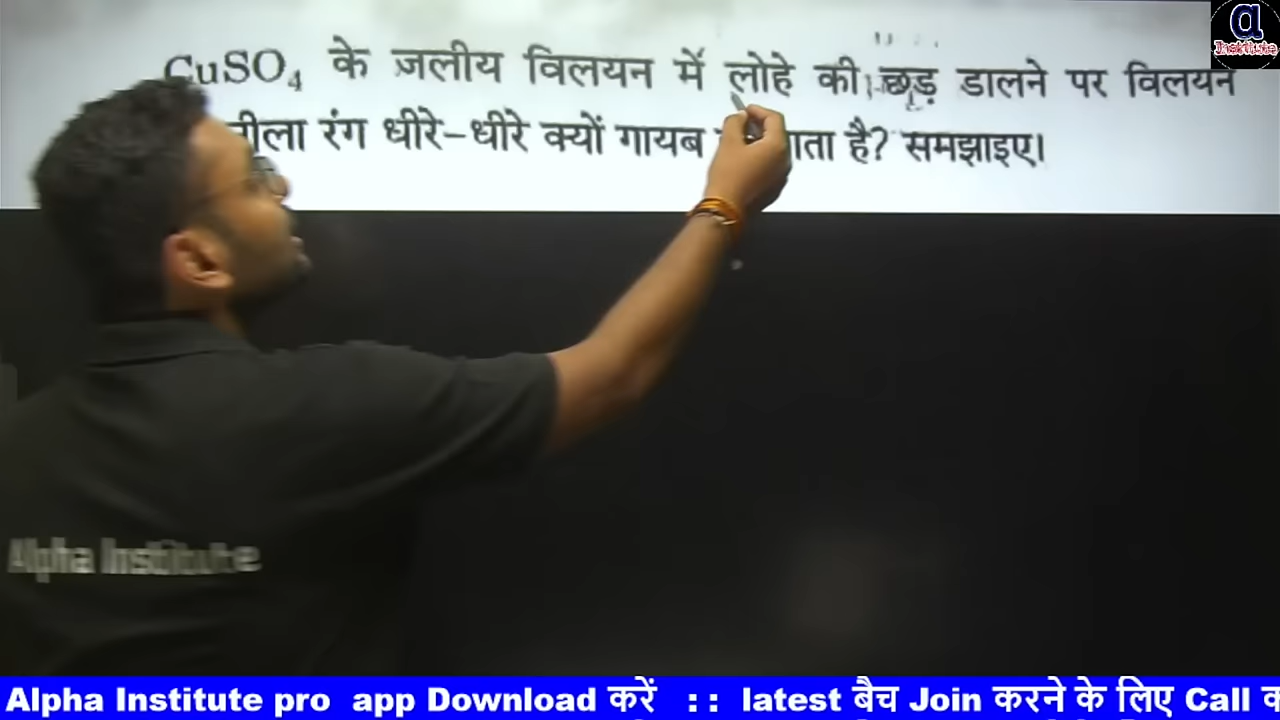 CuSO₄ के जलीय विलयन में लोहे की छड़ डालने पर विलयन
रंग धीरे-धीरे क्यों गायब है? समझाइए।
α
Institute
Alpha Institute
Alpha Institute pro app Download करें :: latest बैच Join करने के लिए Call